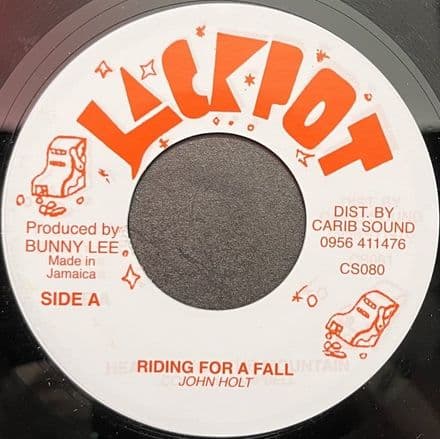 JACKPOT
Produced by
BUNNY LEE
Made in
Jamaica
SIDE A
DIST. BY
CARIB SOUND
0956 411476
CS080
RIDING FOR A FALL
JOHN HOLT